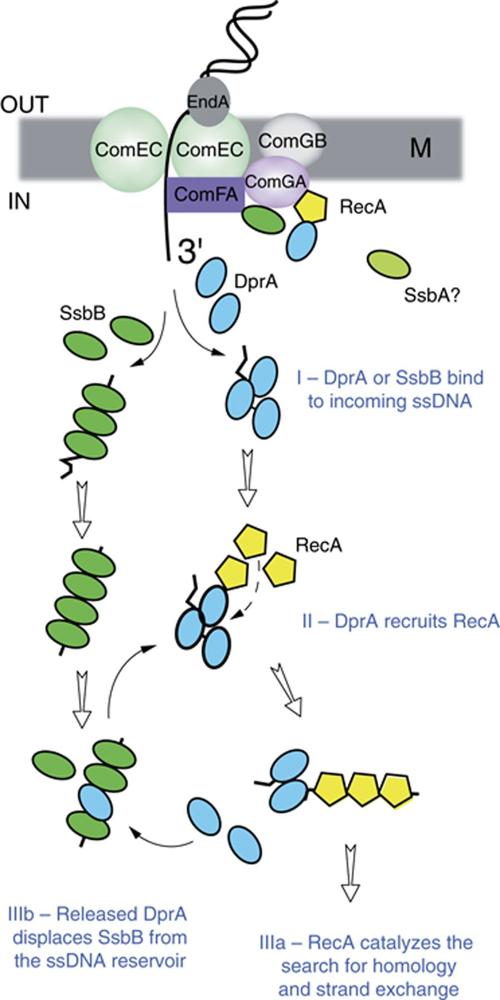 OUT
EndA
ComEC
ComEC
ComGB
M
ComGA
ComFA
IN
RecA
3'
DprA
SsbA?
SsbB
I – DprA or SsbB bind
to incoming ssDNA
RecA
II – DprA recruits RecA
IIIb – Released DprA
displaces SsbB from
the ssDNA reservoir
IIIa – RecA catalyzes the
search for homology
and strand exchange